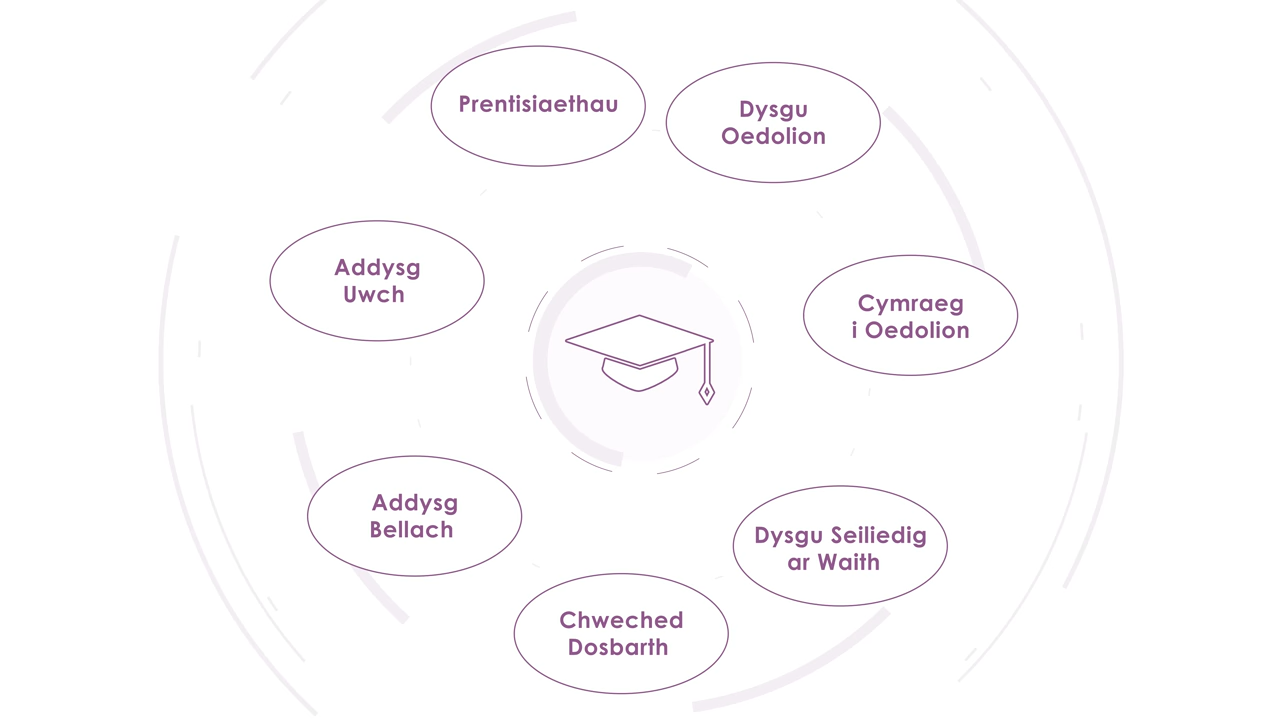 Prentisiaethau
Dysgu
Oedolion
Addysg
Uwch
Cymraeg
i Oedolion
Addysg
Bellach
Dysgu Seiliedig
ar Waith
Chweched
Dosbarth